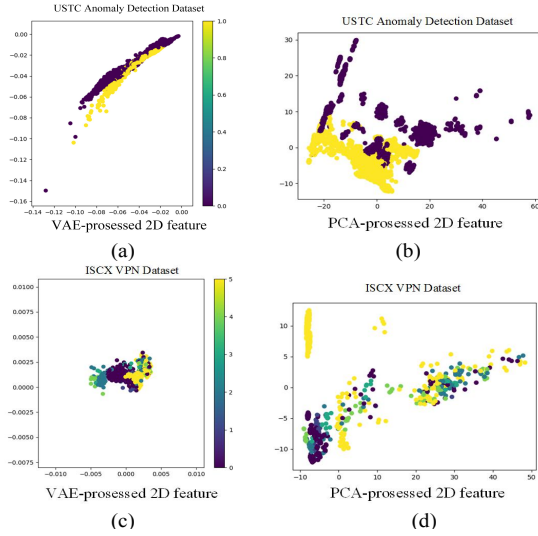 USTC Anomaly Detection Dataset
0.00
-0.02
-0.04
-0.06
-0.08
-0.10
-0.12
-0.14
-0.16
-0.14 -0.12 -0.10 -0.08 -0.06 -0.04 -0.02 0.00
1.0
0.8
0.6
0.4
0.2
0.0
VAE-prosessed 2D feature
(a)
USTC Anomaly Detection Dataset
30
20
10
0
-10
-20 0 20 40 60
PCA-prosessed 2D feature
(b)
ISCX VPN Dataset
0.0100
0.0075
0.0050
0.0025
0.0000
-0.0025
-0.0050
-0.0075
-0.010 -0.005 0.000 0.005 0.010
5
4
3
2
1
0
VAE-prosessed 2D feature
(c)
ISCX VPN Dataset
10
5
0
-5
-10
-10 0 10 20 30 40 50
PCA-prosessed 2D feature
(d)